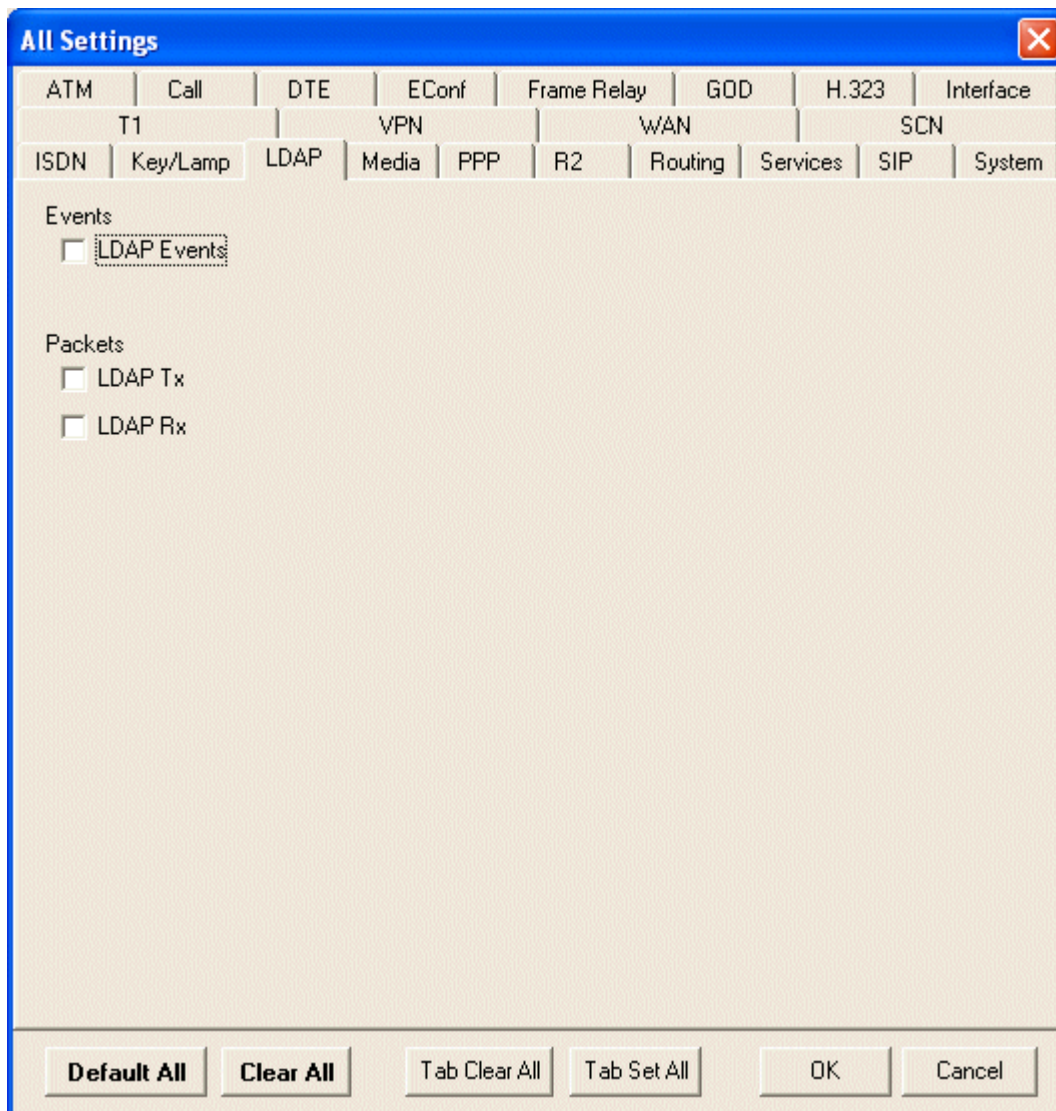 All Settings
ATM Call DTE EConf Frame Relay GOD H.323 Interface
T1 VPN WAN SCN
ISDN Key/Lamp LDAP Media PPP R2 Routing Services SIP System
Events
LDAP Events
Packets
LDAP Tx
LDAP Rx
Default All Clear All Tab Clear All Tab Set All OK Cancel